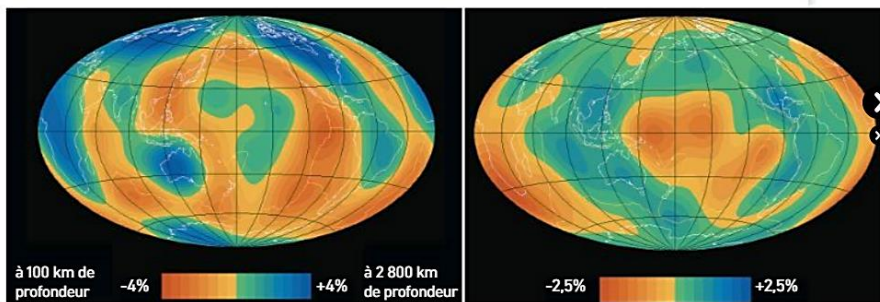 à 100 km de
profondeur
-4%
+4%
à 2 800 km
de profondeur
-2,5%
+2,5%